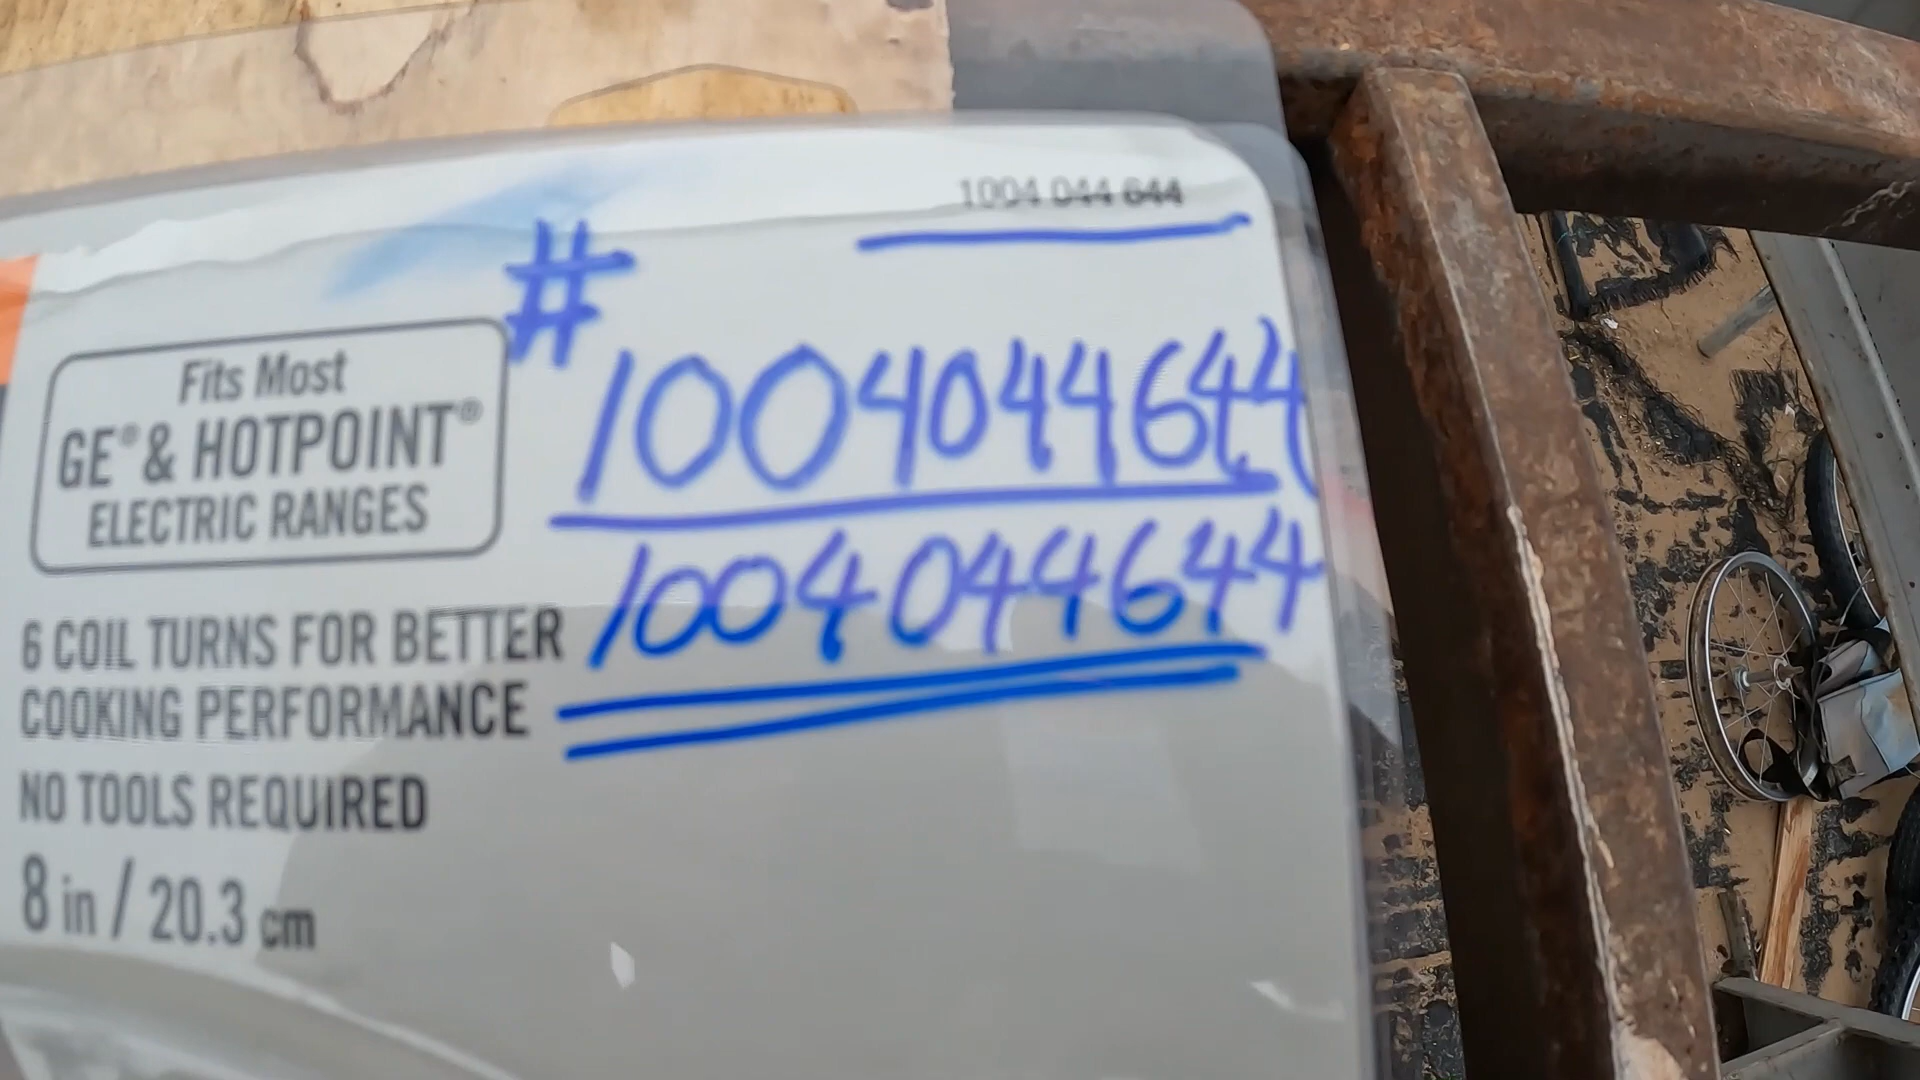 1004 044 644
#
1004044644
1004044644
Fits Most
GE® & HOTPOINT®
ELECTRIC RANGES
6 COIL TURNS FOR BETTER
COOKING PERFORMANCE
NO TOOLS REQUIRED
8 in / 20.3 cm